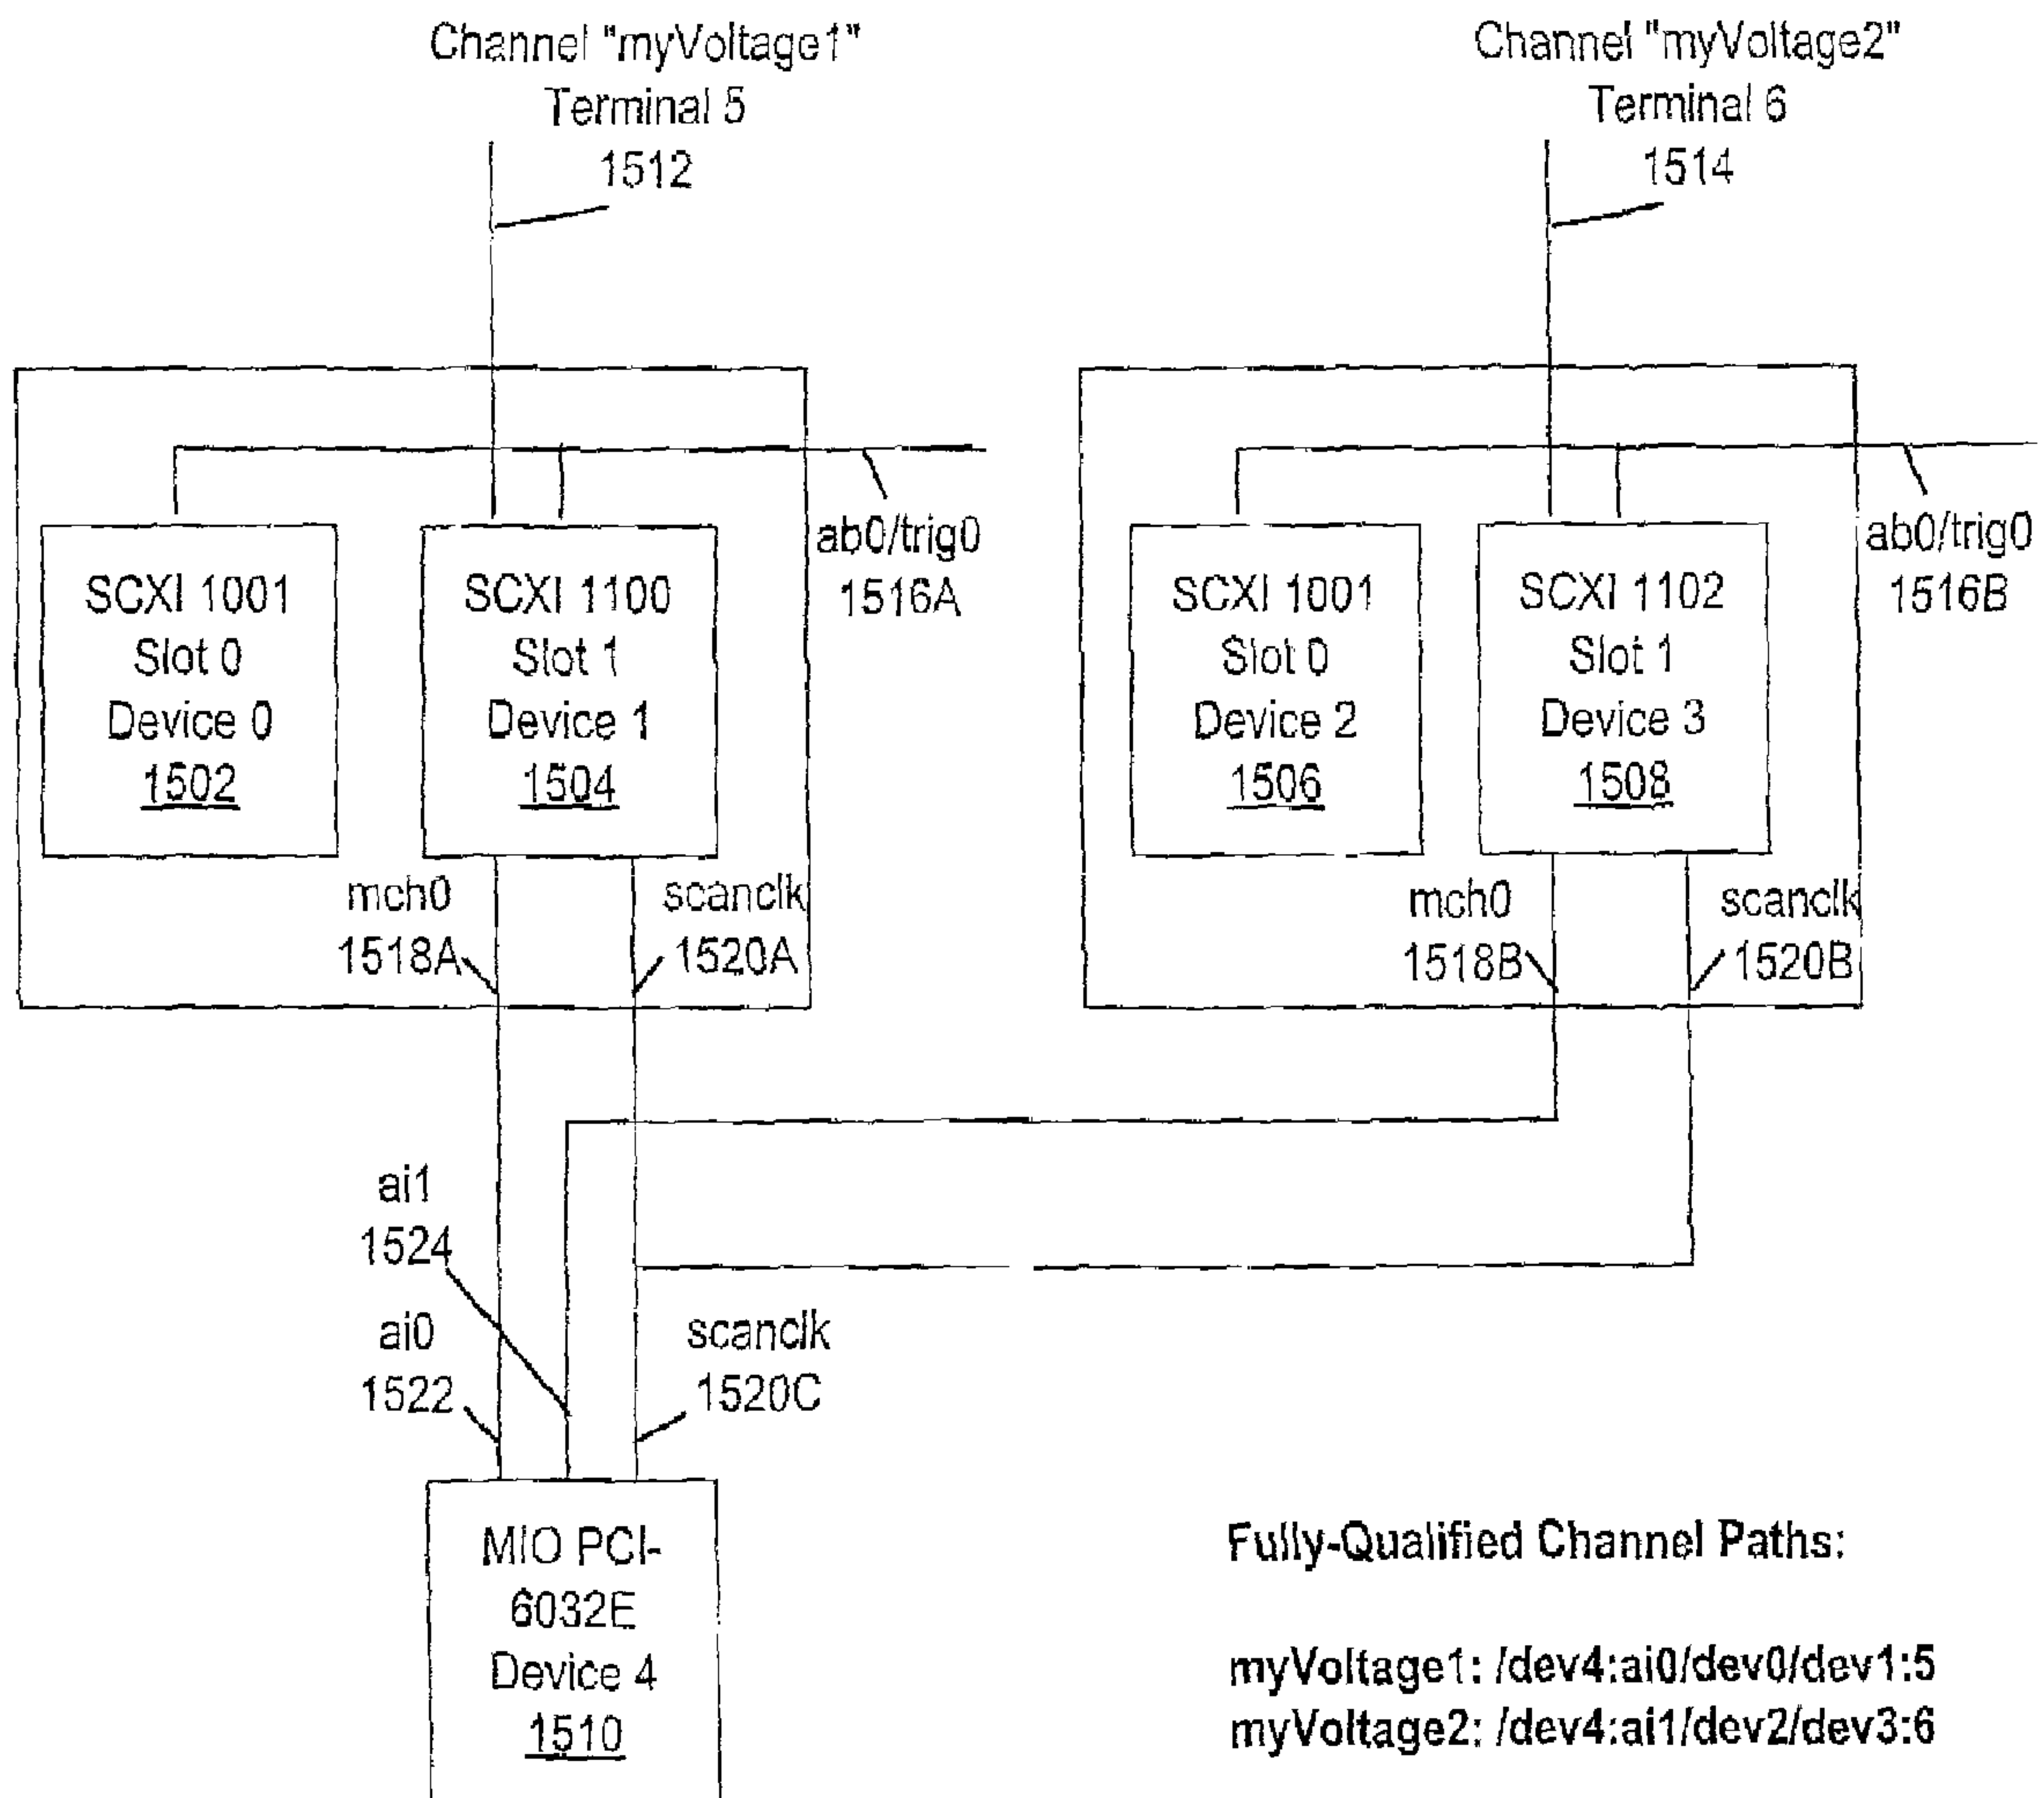 Channel "myVoltage1"
Terminal 5
1512
Channel "myVoltage2"
Terminal 6
1514
ab0/trig0
1516A
ab0/trig0
1516B
SCXI 1001
Slot 0
Device 0
1502
SCXI 1100
Slot 1
Device 1
1504
SCXI 1001
Slot 0
Device 2
1506
SCXI 1102
Slot 1
Device 3
1508
mch0
1518A
scanclk
1520A
mch0
1518B
scanclk
1520B
ai1
1524
ai0
1522
scanclk
1520C
MIO PCI-
6032E
Device 4
1510
Fully-Qualified Channel Paths:
myVoltage1: /dev4:ai0/dev0/dev1:5
myVoltage2: /dev4:ai1/dev2/dev3:6